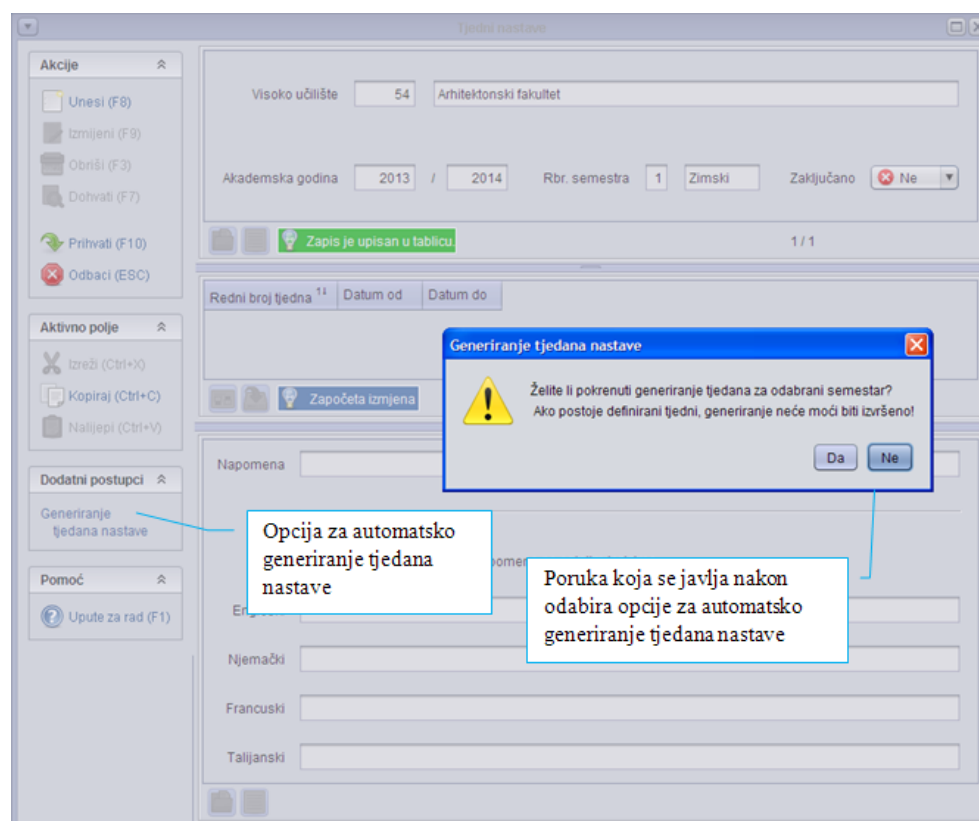 Tjedni nastave
Akcije
Unesi (F8)
Izmijeni (F9)
Obriši (F3)
Dohvati (F7)
Prihvati (F10)
Odbaci (ESC)
Aktivno polje
Izreži (Ctrl+X)
Kopiraj (Ctrl+C)
Nalijepi (Ctrl+V)
Dodatni postupci
Generiranje
tjedana nastave
Pomoć
Upute za rad (F1)
Visoko učilište 54 Arhitektonski fakultet
Akademska godina 2013 / 2014 Rbr. semestra 1 Zimski Zaključano Ne
Zapis je upisan u tablicu. 1 / 1
Redni broj tjedna Datum od Datum do
Započeta izmjena
Generiranje tjedana nastave
Želite li pokrenuti generiranje tjedana za odabrani semestar?
Ako postoje definirani tjedni, generiranje neće moći biti izvršeno!
Da Ne
Napomena
Opcija za automatsko
generiranje tjedana
nastave
Poruka koja se javlja nakon
odabira opcije za automatsko
generiranje tjedana nastave
Njemački
Francuski
Talijanski